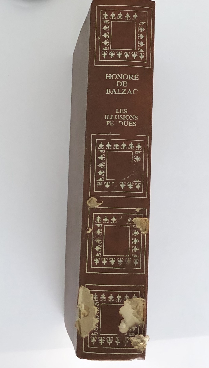 HONORÉ
DE
BALZAC
LES
ILLUSIONS
PERDUES